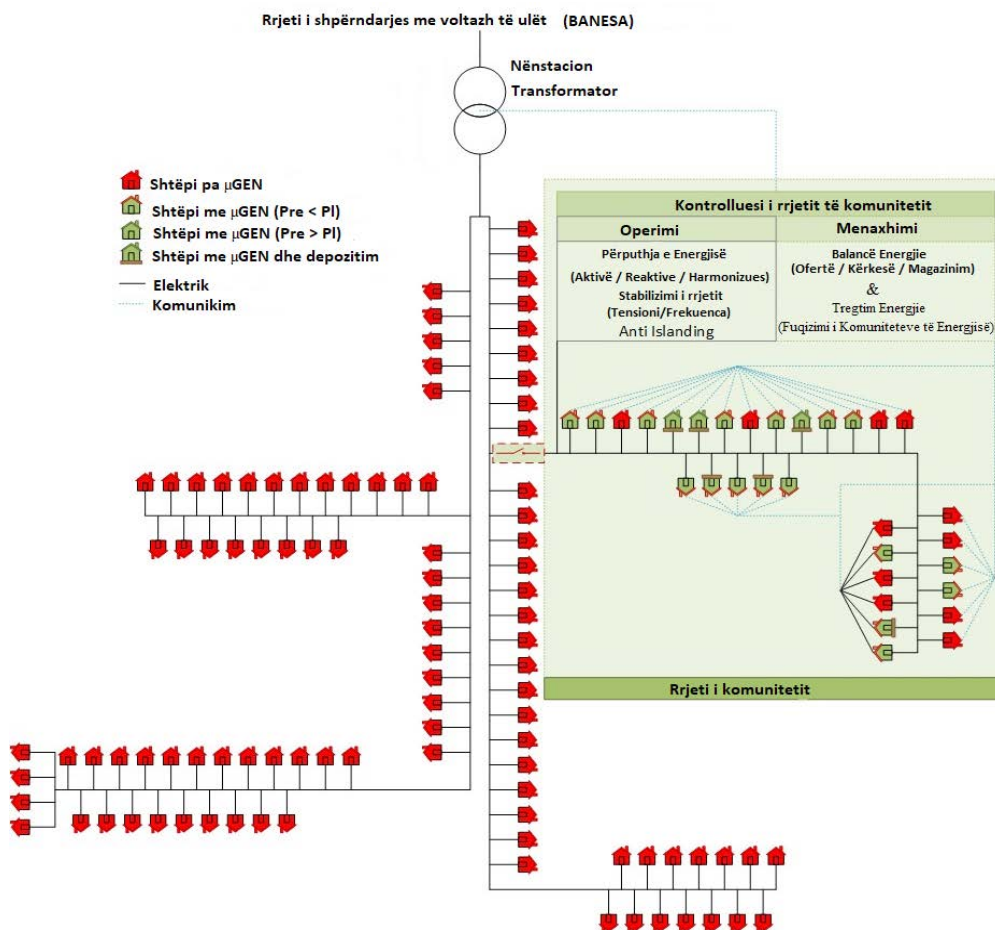 Rrjeti i shpërndarjes me voltazh të ulët (BANESA)
Nënstacion
Transformator
Shtëpi pa µGEN
Shtëpi me µGEN (Pre < Pl)
Shtëpi me µGEN (Pre > Pl)
Shtëpi me µGEN dhe depozitim
Elektrik
Komunikim
Kontrolluesi i rrjetit të komunitetit
Operimi
Përputhja e Energjisë
(Aktivë / Reaktive / Harmonizues)
Stabilizimi i rrjetit
(Tensioni/Frekuenca)
Anti Islanding
Menaxhimi
Balancë Energjie
(Ofertë / Kërkesë / Magazinim)
&
Tregtim Energjie
(Fuqizimi i Komuniteteve të Energjisë)
Rrjeti i komunitetit